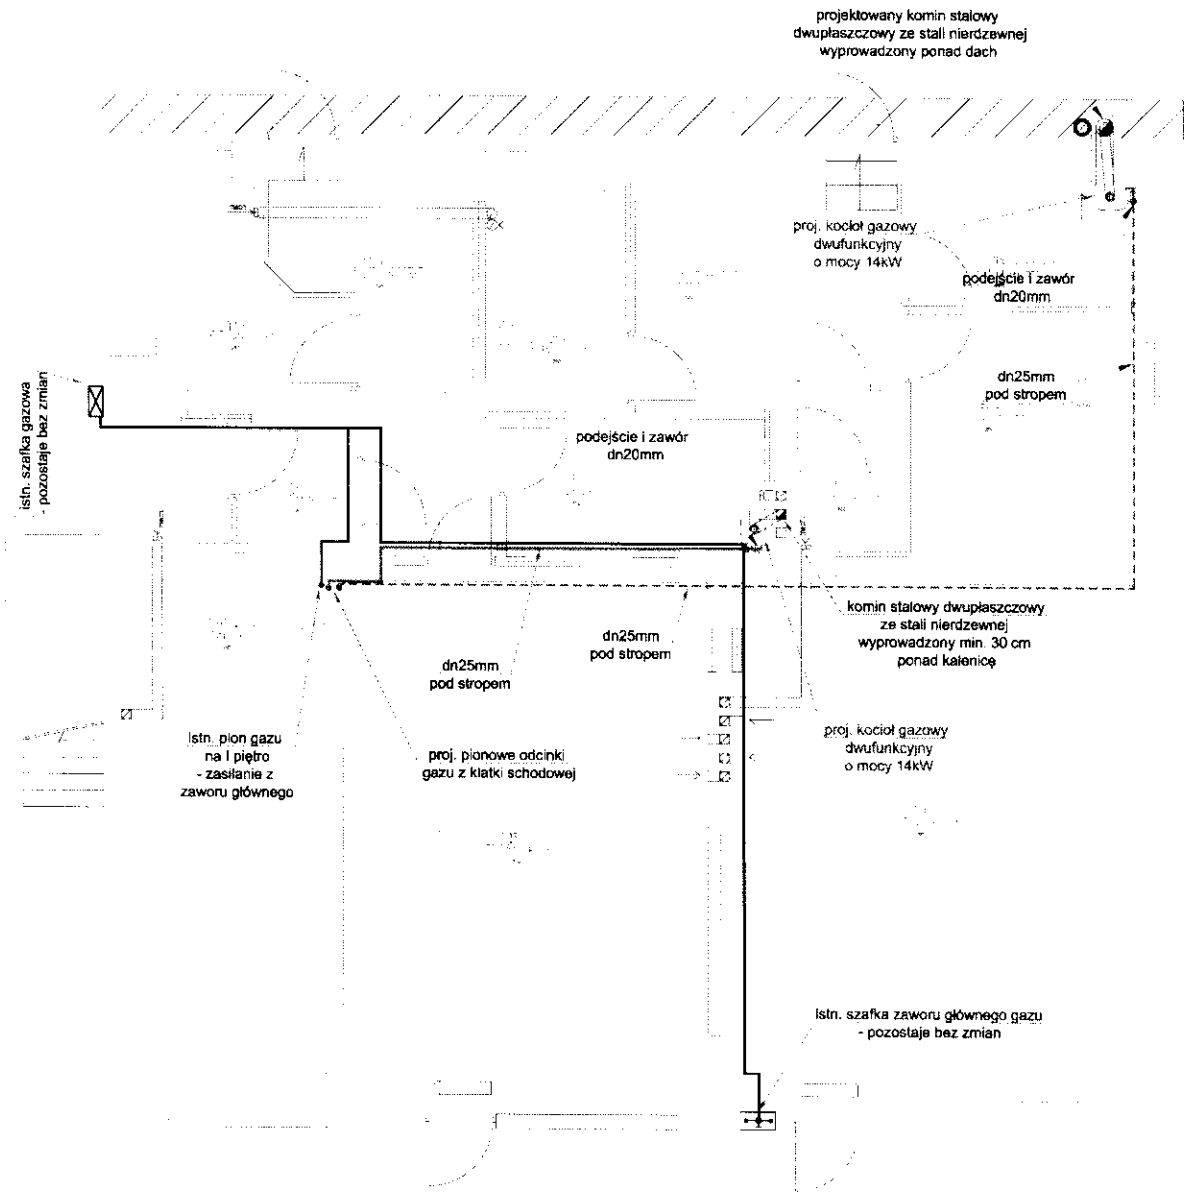 projektowany komin stalowy
dwupłaszczowy ze stali nierdzewnej
wyprowadzony ponad dach
proj. kocioł gazowy
dwufunkcyjny
o mocy 14kW
podejście i zawór
dn20mm
dn25mm
pod stropem
istn. szafka gazowa
- pozostaje bez zmian
podejście i zawór
dn20mm
komin stalowy dwupłaszczowy
ze stali nierdzewnej
wyprowadzony min. 30 cm
ponad kalenicę
dn25mm
pod stropem
dn25mm
pod stropem
istn. pion gazu
na I piętro
- zasilanie z
zaworu głównego
proj. pionowe odcinki
gazu z klatki schodowej
proj. kocioł gazowy
dwufunkcyjny
o mocy 14kW
istn. szafka zaworu głównego gazu
- pozostaje bez zmian